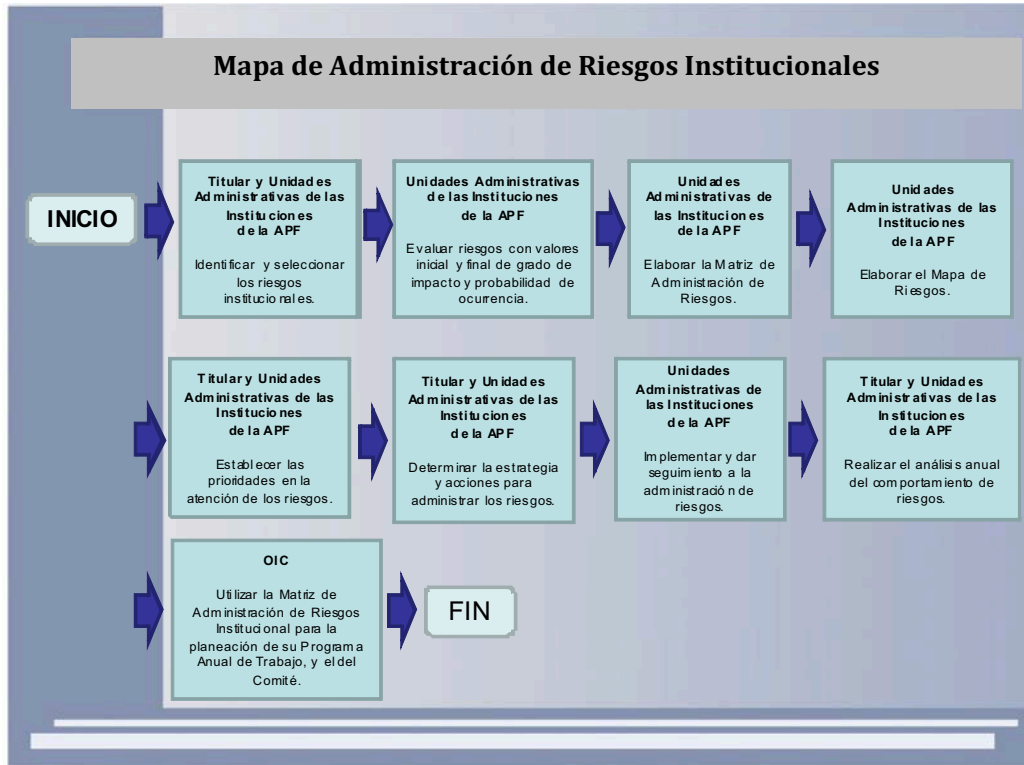 Mapa de Administración de Riesgos Institucionales
INICIO
Titular y Unidades
Administrativas de las
Instituciones
de la APF
Identificar y seleccionar
los riesgos
institucionales.
Unidades Administrativas
de las Instituciones
de la APF
Evaluar riesgos con valores
inicial y final de grado de
impacto y probabilidad de
ocurrencia.
Unidades
Administrativas de
las Instituciones
de la APF
Elaborar la Matriz de
Administración de
Riesgos.
Unidades
Administrativas de las
Instituciones
de la APF
Elaborar el Mapa de
Riesgos.
Titular y Unidades
Administrativas de las
Instituciones
de la APF
Establecer las
prioridades en la
atención de los riesgos.
Titular y Unidades
Administrativas de las
Instituciones
de la APF
Determinar la estrategia
y acciones para
administrar los riesgos.
Unidades
Administrativas de
las Instituciones
de la APF
Implementar y dar
seguimiento a la
administración de
riesgos.
Titular y Unidades
Administrativas de las
Instituciones
de la APF
Realizar el análisis anual
del comportamiento de
riesgos.
OIC
Utilizar la Matriz de
Administración de Riesgos
Institucional para la
planeación de su Programa
Anual de Trabajo, y el del
Comité.
FIN